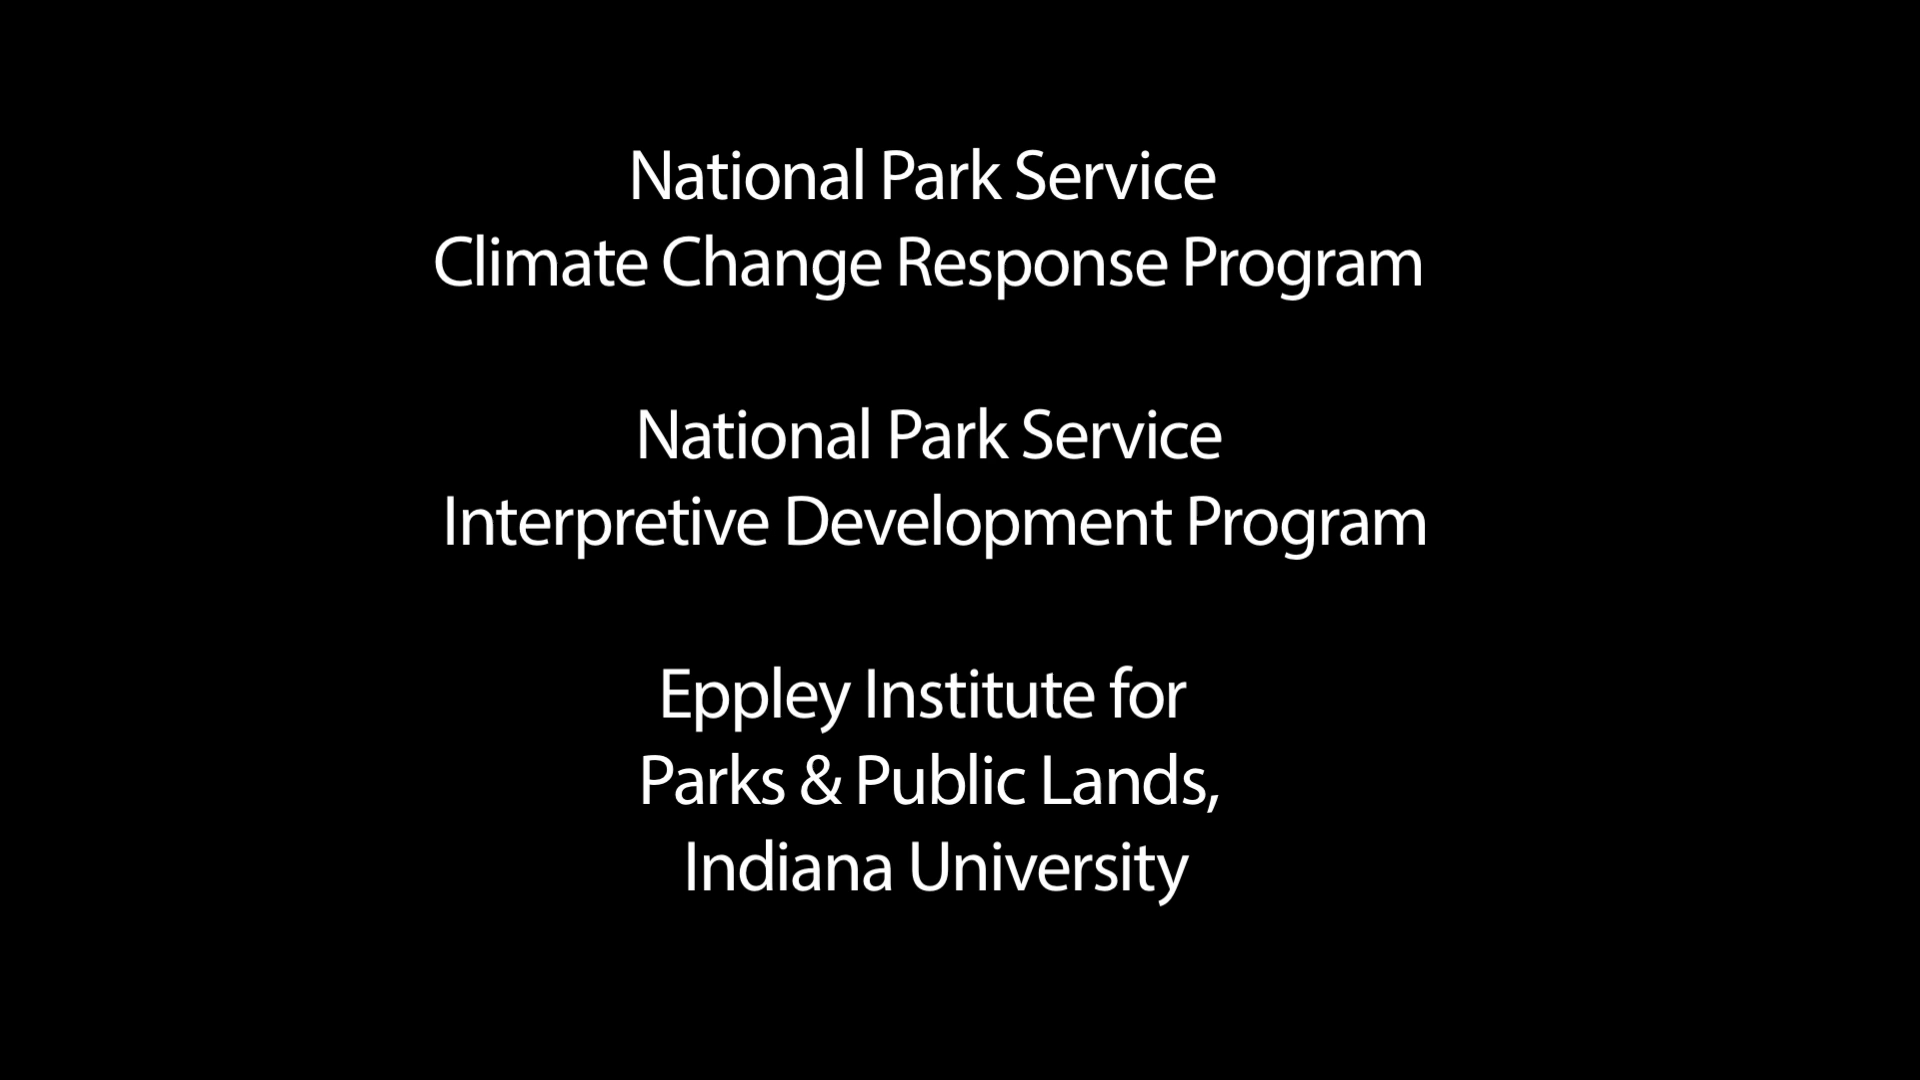 National Park Service
Climate Change Response Program
National Park Service
Interpretive Development Program
Eppley Institute for
Parks & Public Lands,
Indiana University